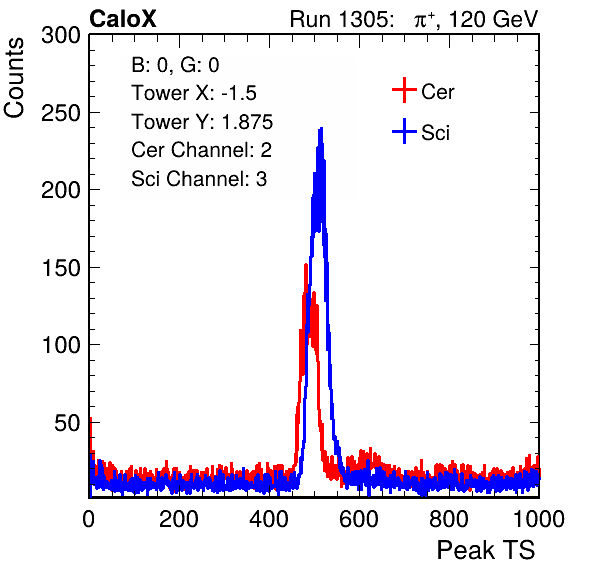 CaloX Run 1305: π⁺, 120 GeV
Counts
300
250
200
150
100
50
B: 0, G: 0
Tower X: -1.5
Tower Y: 1.875
Cer Channel: 2
Sci Channel: 3
Cer
Sci
0 200 400 600 800 1000
Peak TS